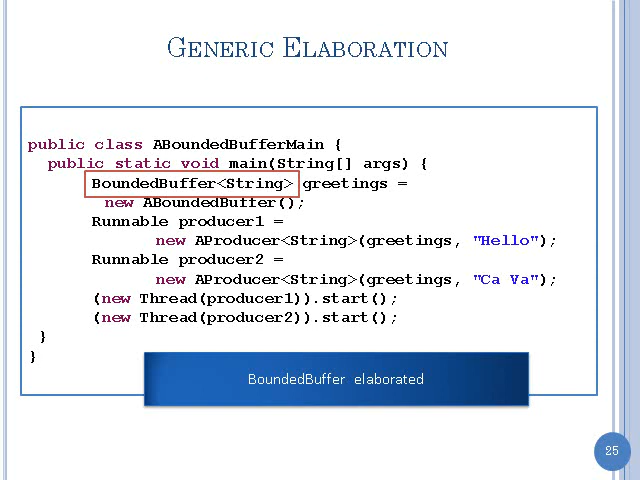 GENERIC ELABORATION
public class ABoundedBufferMain {
public static void main(String[] args) {
BoundedBuffer<String> greetings =
new ABoundedBuffer();
Runnable producer1 =
new AProducer<String>(greetings, "Hello");
Runnable producer2 =
new AProducer<String>(greetings, "Ca Va");
(new Thread(producer1)).start();
(new Thread(producer2)).start();
}
}
BoundedBuffer elaborated
25